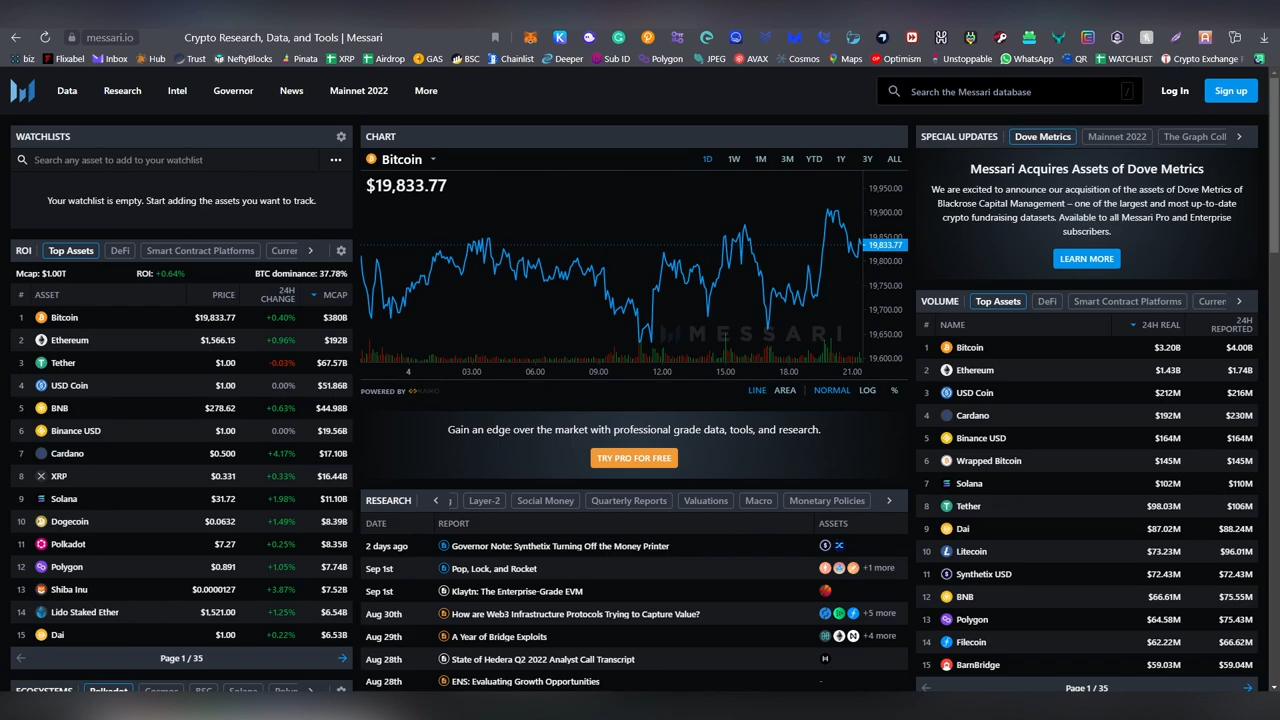 messari.io
Crypto Research, Data, and Tools | Messari
biz Flixabel Inbox Hub Trust NeftyBlocks Pinata XRP Airdrop GAS BSC Chainlist Deeper Sub ID Polygon JPEG AVAX Cosmos Maps Optimism Unstoppable WhatsApp QR WATCHLIST Crypto Exchange
Data Research Intel Governor News Mainnet 2022 More
Search the Messari database /
Log In Sign up
WATCHLISTS
Search any asset to add to your watchlist
Your watchlist is empty. Start adding the assets you want to track.
ROI Top Assets DeFi Smart Contract Platforms Curre
Mcap: $1.00T ROI: +0.64% BTC dominance: 37.78%
# ASSET PRICE 24H CHANGE MCAP
1 Bitcoin $19,833.77 +0.40% $380B
2 Ethereum $1,566.15 +0.96% $192B
3 Tether $1.00 -0.03% $67.57B
4 USD Coin $1.00 0.00% $51.86B
5 BNB $278.62 +0.63% $44.98B
6 Binance USD $1.00 0.00% $19.56B
7 Cardano $0.500 +4.17% $17.10B
8 XRP $0.331 +0.33% $16.44B
9 Solana $31.72 +1.98% $11.10B
10 Dogecoin $0.0632 +1.49% $8.39B
11 Polkadot $7.27 +0.25% $8.35B
12 Polygon $0.891 +1.05% $7.74B
13 Shiba Inu $0.0000127 +3.87% $7.52B
14 Lido Staked Ether $1,521.00 +1.25% $6.54B
15 Dai $1.00 +0.22% $6.53B
Page 1 / 35
ECOSYSTEMS Polkadot Cosmos BSC Solana Polyg
CHART
Bitcoin 1D 1W 1M 3M YTD 1Y 3Y ALL
$19,833.77
19,950.00
19,900.00
19,850.00
19,833.77
19,800.00
19,750.00
19,700.00
19,650.00
19,600.00
MESSARI
4 03:00 06:00 09:00 12:00 15:00 18:00 21:00
POWERED BY KAIKO LINE AREA NORMAL LOG %
Gain an edge over the market with professional grade data, tools, and research.
TRY PRO FOR FREE
RESEARCH Layer-2 Social Money Quarterly Reports Valuations Macro Monetary Policies
DATE REPORT ASSETS
2 days ago Governor Note: Synthetix Turning Off the Money Printer
Sep 1st Pop, Lock, and Rocket +1 more
Sep 1st Klaytn: The Enterprise-Grade EVM
Aug 30th How are Web3 Infrastructure Protocols Trying to Capture Value? +5 more
Aug 29th A Year of Bridge Exploits +4 more
Aug 28th State of Hedera Q2 2022 Analyst Call Transcript
Aug 28th ENS: Evaluating Growth Opportunities -
SPECIAL UPDATES Dove Metrics Mainnet 2022 The Graph Coll
Messari Acquires Assets of Dove Metrics
We are excited to announce our acquisition of the assets of Dove Metrics of
Blackrose Capital Management – one of the largest and most up-to-date
crypto fundraising datasets. Available to all Messari Pro and Enterprise
subscribers.
LEARN MORE
VOLUME Top Assets DeFi Smart Contract Platforms Curren
# NAME 24H REAL 24H REPORTED
1 Bitcoin $3.20B $4.00B
2 Ethereum $1.43B $1.74B
3 USD Coin $212M $216M
4 Cardano $192M $230M
5 Binance USD $164M $164M
6 Wrapped Bitcoin $145M $145M
7 Solana $102M $110M
8 Tether $98.03M $106M
9 Dai $87.02M $88.24M
10 Litecoin $73.23M $96.01M
11 Synthetix USD $72.43M $72.43M
12 BNB $66.61M $75.55M
13 Polygon $64.58M $75.43M
14 Filecoin $62.22M $66.62M
15 BarnBridge $59.03M $59.04M
Page 1 / 35